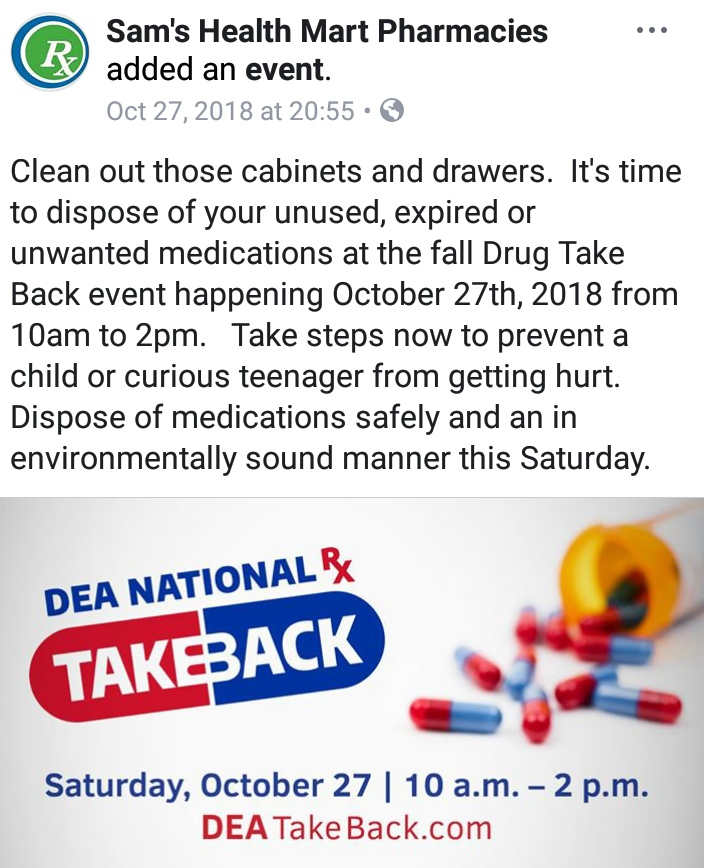 Rx
Sam's Health Mart Pharmacies
added an event.
Oct 27, 2018 at 20:55 •
Clean out those cabinets and drawers.  It's time
to dispose of your unused, expired or
unwanted medications at the fall Drug Take
Back event happening October 27th, 2018 from
10am to 2pm.   Take steps now to prevent a
child or curious teenager from getting hurt.
Dispose of medications safely and an in
environmentally sound manner this Saturday.
DEA NATIONAL Rx
TAKEBACK
Saturday, October 27 | 10 a.m. – 2 p.m.
DEATakeBack.com